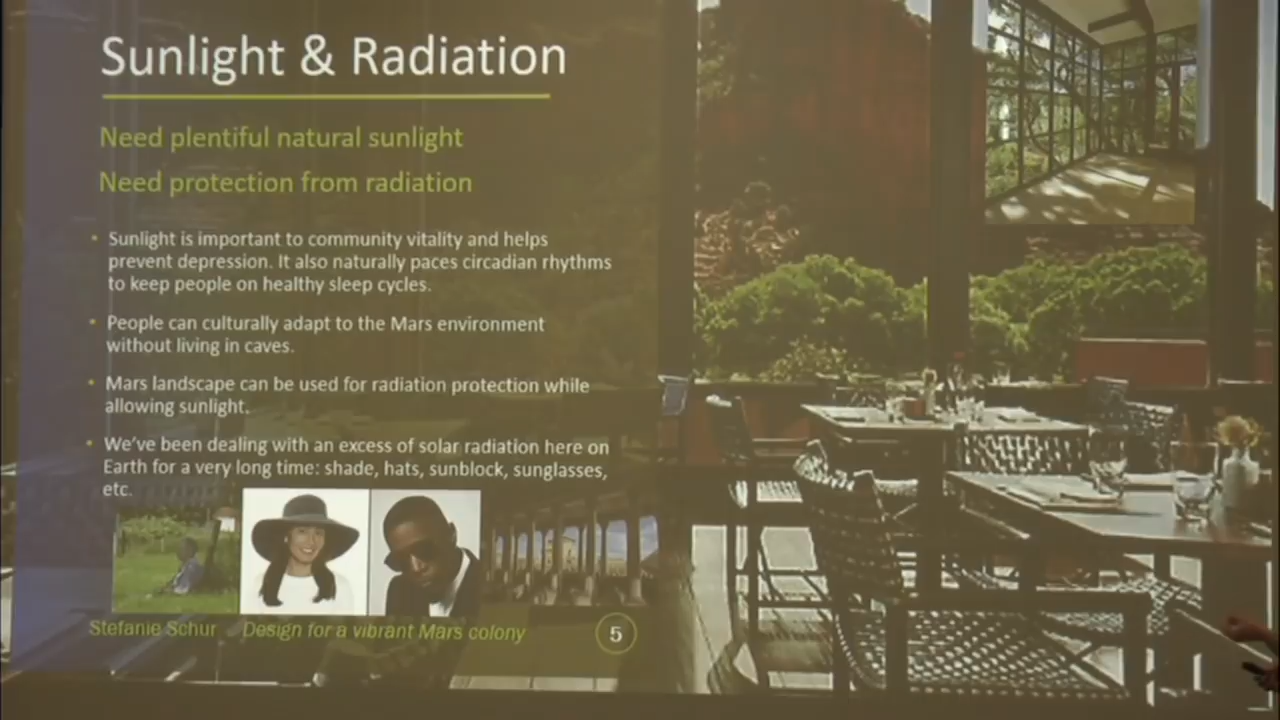 Sunlight & Radiation
Need plentiful natural sunlight
Need protection from radiation
• Sunlight is important to community vitality and helps
prevent depression. It also naturally paces circadian rhythms
to keep people on healthy sleep cycles.
• People can culturally adapt to the Mars environment
without living in caves.
• Mars landscape can be used for radiation protection while
allowing sunlight.
• We've been dealing with an excess of solar radiation here on
Earth for a very long time: shade, hats, sunblock, sunglasses,
etc.
Stefanie Schur Design for a vibrant Mars colony 5